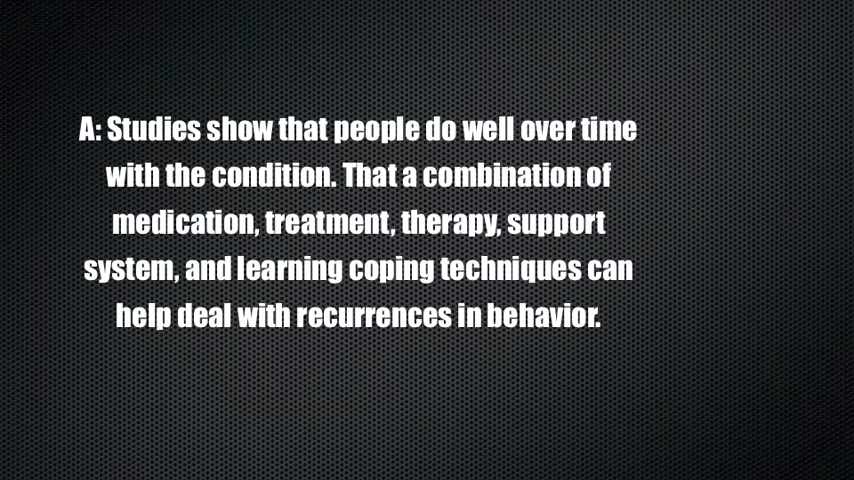 A: Studies show that people do well over time
with the condition. That a combination of
medication, treatment, therapy, support
system, and learning coping techniques can
help deal with recurrences in behavior.